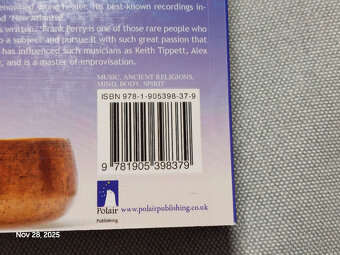 enowned sound healer. His best-known recordings in-
d 'New Atlantis'.
s written, "Frank Perry is one of those rare people who
o a subject and pursue it with such great passion that
has influenced such musicians as Keith Tippett, Alex
r, and is a master of improvisation.
MUSIC, ANCIENT RELIGIONS,
MIND, BODY, SPIRIT
ISBN 978-1-905398-37-9
9 781905 398379
Polair
Publishing
www.polairpublishing.co.uk
Nov 28, 2025